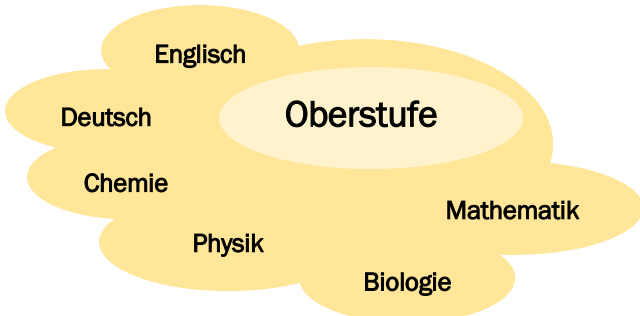 Englisch
Oberstufe
Deutsch
Chemie
Mathematik
Physik
Biologie